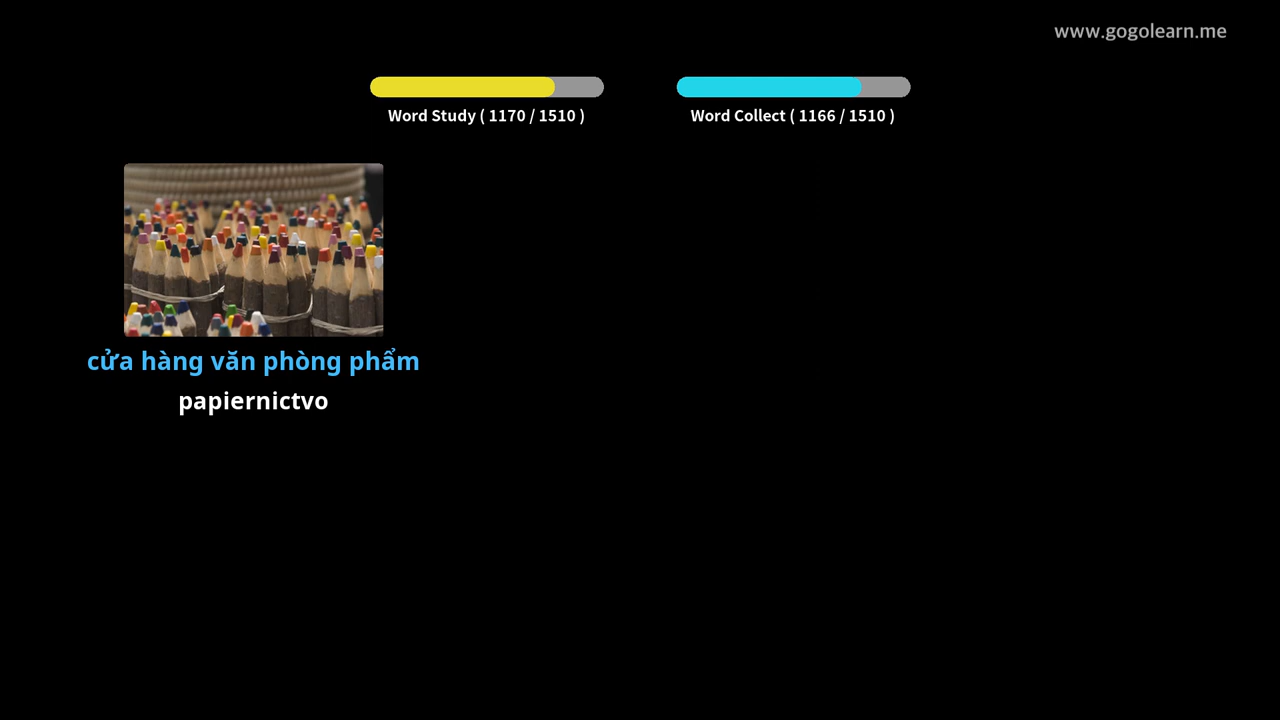 www.gogolearn.me
Word Study ( 1170 / 1510 )
Word Collect ( 1166 / 1510 )
cửa hàng văn phòng phẩm
papiernictvo